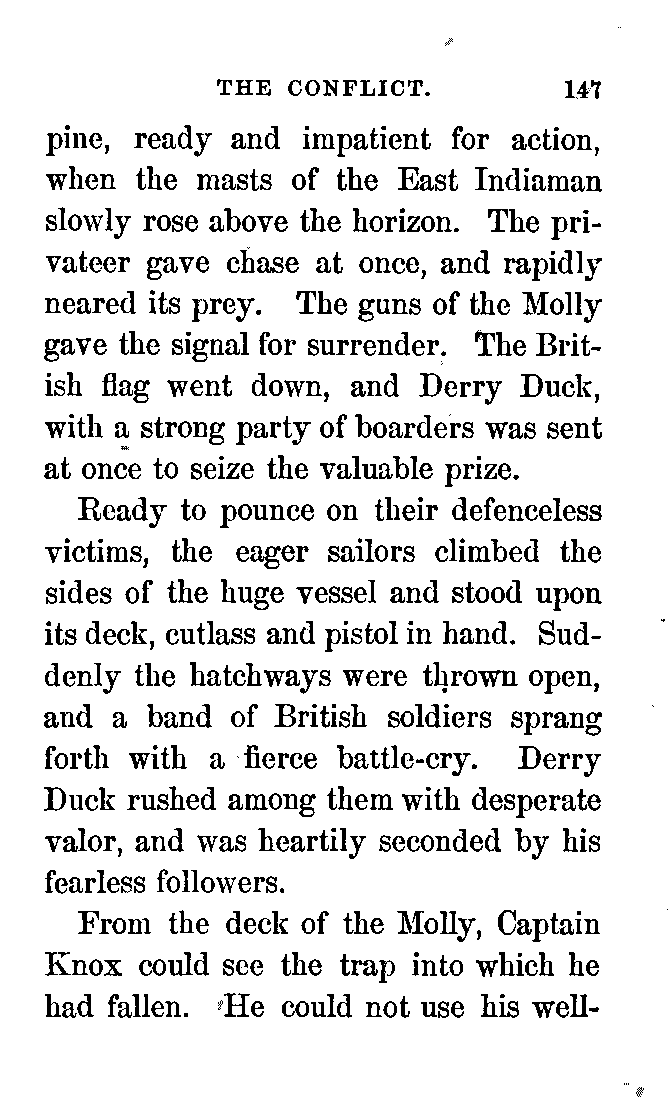 THE CONFLICT. 147
pine, ready and impatient for action,
when the masts of the East Indiaman
slowly rose above the horizon. The pri-
vateer gave chase at once, and rapidly
neared its prey. The guns of the Molly
gave the signal for surrender. The Brit-
ish flag went down, and Derry Duck,
with a strong party of boarders was sent
at once to seize the valuable prize.
Ready to pounce on their defenceless
victims, the eager sailors climbed the
sides of the huge vessel and stood upon
its deck, cutlass and pistol in hand. Sud-
denly the hatchways were thrown open,
and a band of British soldiers sprang
forth with a fierce battle-cry. Derry
Duck rushed among them with desperate
valor, and was heartily seconded by his
fearless followers.
From the deck of the Molly, Captain
Knox could see the trap into which he
had fallen. He could not use his well-